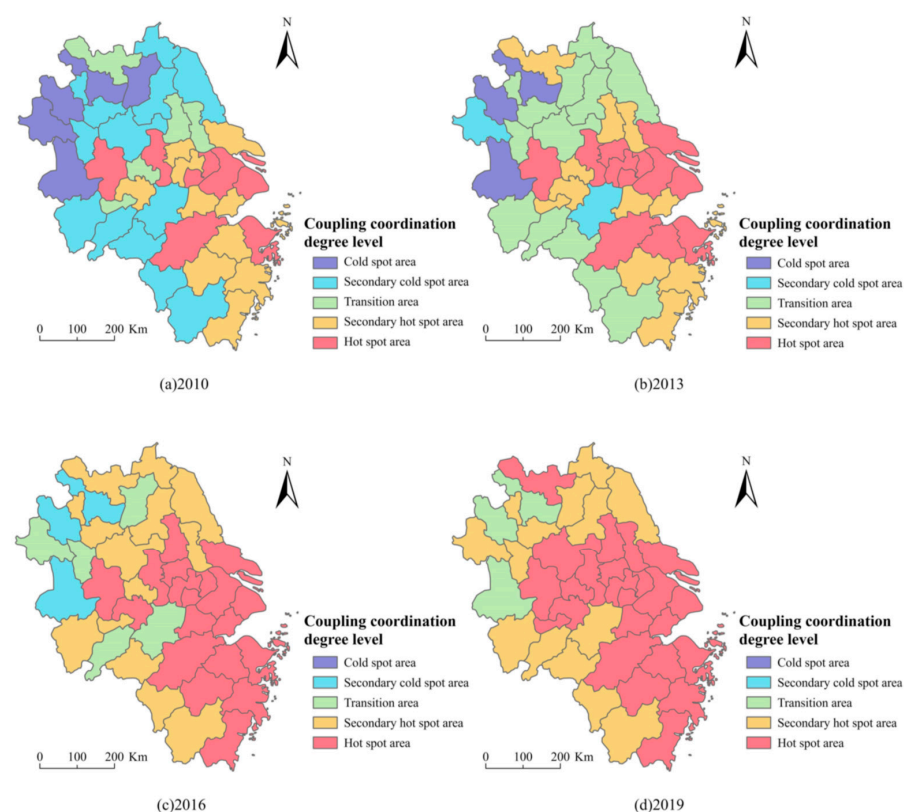 N
Coupling coordination
degree level
Cold spot area
Secondary cold spot area
Transition area
Secondary hot spot area
Hot spot area
0 100 200 Km
(a)2010
N
Coupling coordination
degree level
Cold spot area
Secondary cold spot area
Transition area
Secondary hot spot area
Hot spot area
0 100 200 Km
(b)2013
N
Coupling coordination
degree level
Cold spot area
Secondary cold spot area
Transition area
Secondary hot spot area
Hot spot area
0 100 200 Km
(c)2016
N
Coupling coordination
degree level
Cold spot area
Secondary cold spot area
Transition area
Secondary hot spot area
Hot spot area
0 100 200 Km
(d)2019